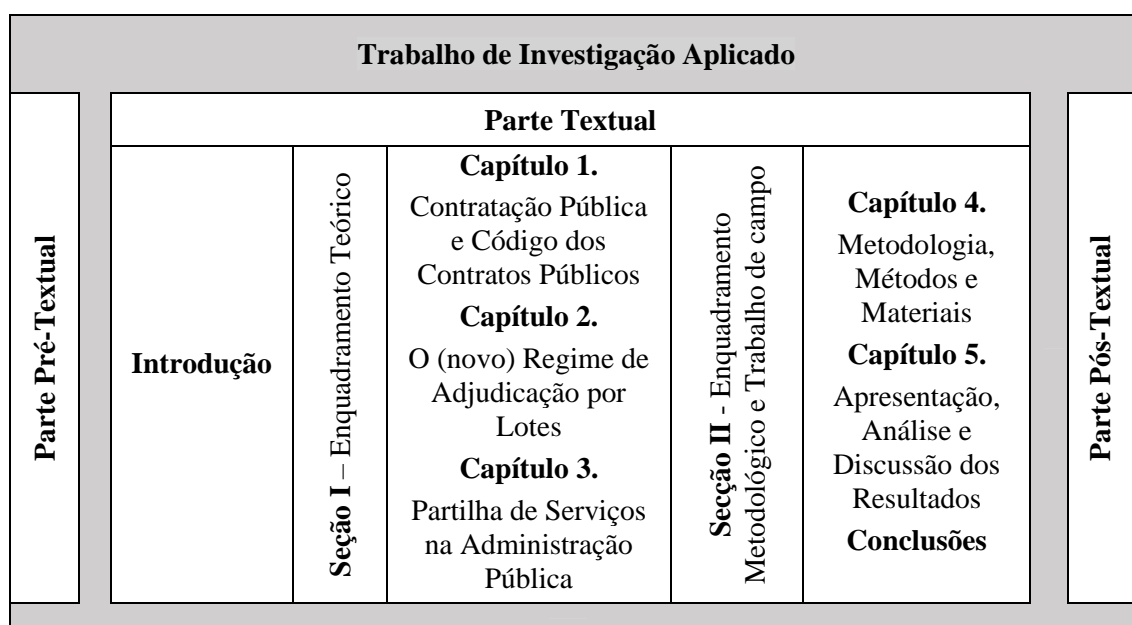 Trabalho de Investigação Aplicado
Parte Pré-Textual
Parte Textual
Introdução
Seção I – Enquadramento Teórico
Capítulo 1.
Contratação Pública
e Código dos
Contratos Públicos
Capítulo 2.
O (novo) Regime de
Adjudicação por
Lotes
Capítulo 3.
Partilha de Serviços
na Administração
Pública
Secção II - Enquadramento
Metodológico e Trabalho de campo
Capítulo 4.
Metodologia,
Métodos e
Materiais
Capítulo 5.
Apresentação,
Análise e
Discussão dos
Resultados
Conclusões
Parte Pós-Textual